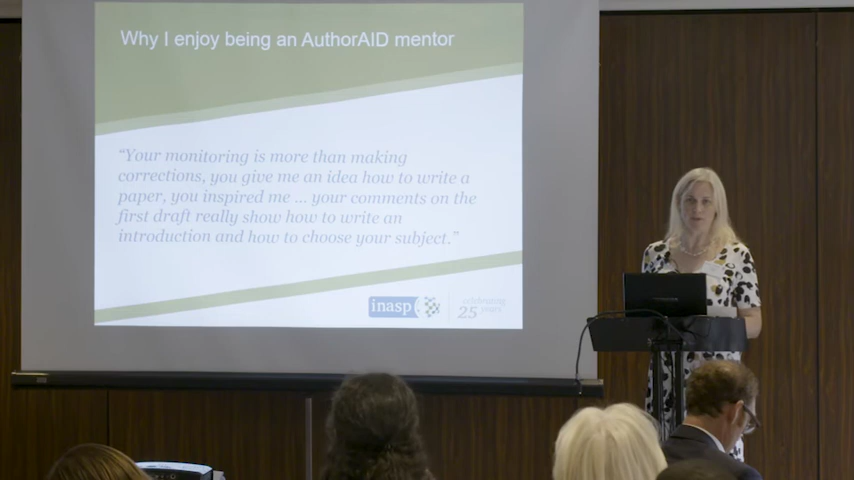 Why I enjoy being an AuthorAID mentor
“Your monitoring is more than making
corrections, you give me an idea how to write a
paper, you inspired me ... your comments on the
first draft really show how to write an
introduction and how to choose your subject.”
inasp
celebrating
25 years